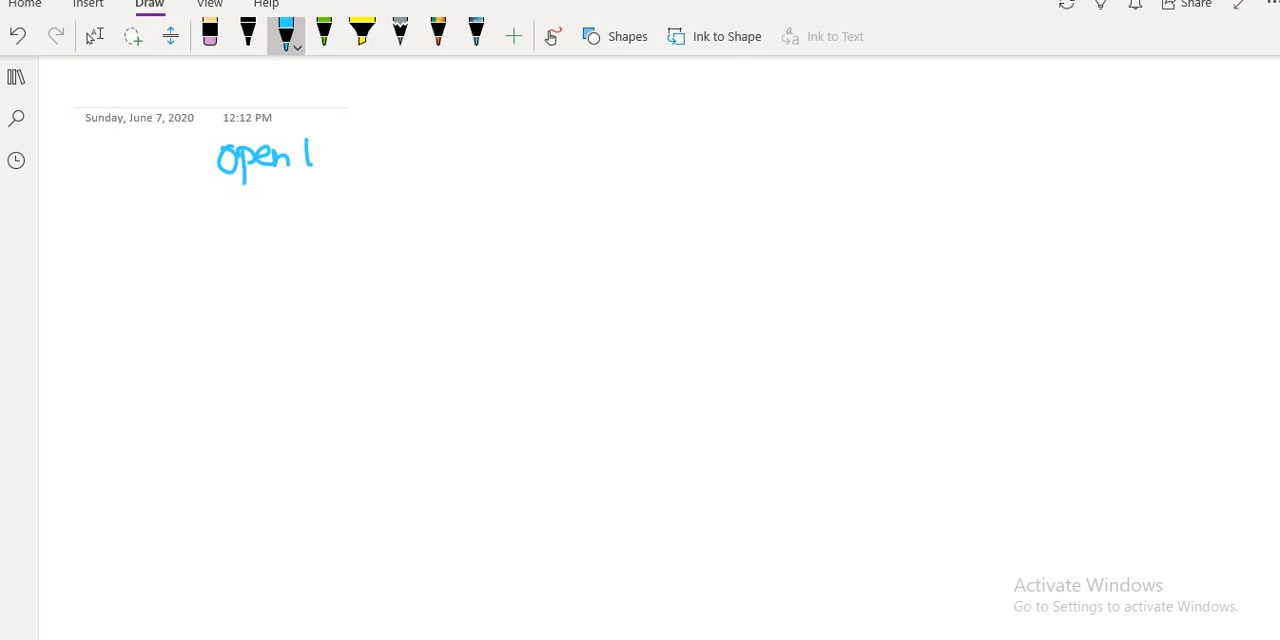 Home Insert Draw View Help Share
Shapes Ink to Shape Ink to Text
Sunday, June 7, 2020 12:12 PM
open l
Activate Windows
Go to Settings to activate Windows.